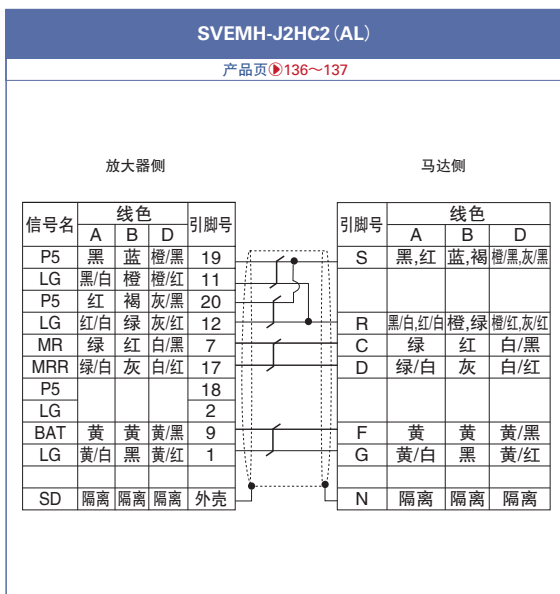 SVEMH-J2HC2（AL）
产品页▶136～137
放大器侧
马达侧
信号名 线色 引脚号
A B D
P5 黑 蓝 橙/黑 19
LG 黑/白 橙 橙/红 11
P5 红 褐 灰/黑 20
LG 红/白 绿 灰/红 12
MR 绿 红 白/黑 7
MRR 绿/白 灰 白/红 17
P5 18
LG 2
BAT 黄 黄 黄/黑 9
LG 黄/白 黑 黄/红 1
SD 隔离 隔离 隔离 外壳
引脚号 线色
A B D
S 黑,红 蓝,褐 橙/黑,灰/黑
R 黑/白,红/白 橙,绿 橙/红,灰/红
C 绿 红 白/黑
D 绿/白 灰 白/红
F 黄 黄 黄/黑
G 黄/白 黑 黄/红
N 隔离 隔离 隔离